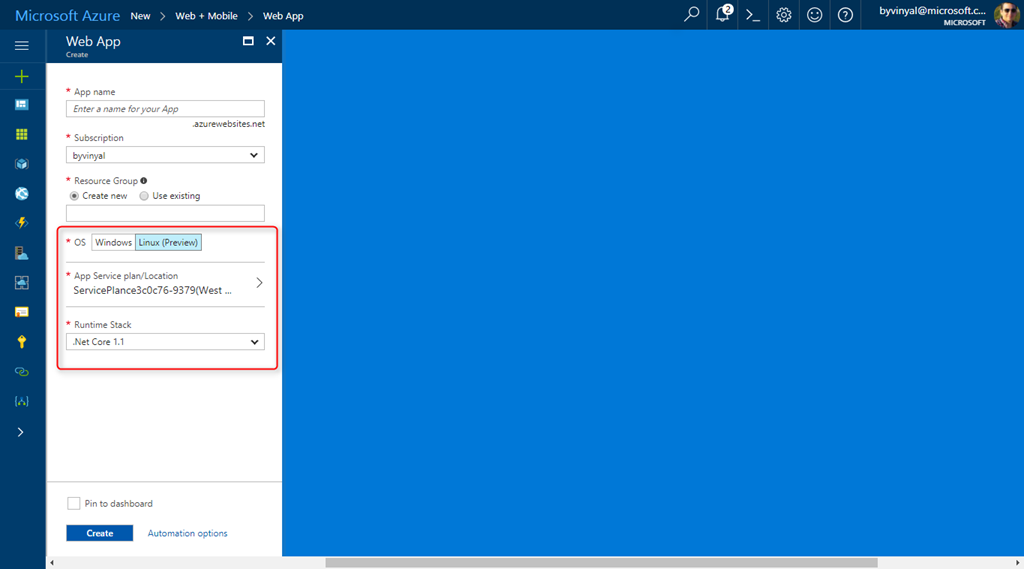 Microsoft Azure New > Web + Mobile > Web App
2
byvinyal@microsoft.c...
MICROSOFT
Web App
Create
* App name
Enter a name for your App
.azurewebsites.net
* Subscription
byvinyal
* Resource Group
Create new Use existing
* OS Windows Linux (Preview)
* App Service plan/Location
ServicePlance3c0c76-9379(West ...
* Runtime Stack
.Net Core 1.1
Pin to dashboard
Create Automation options